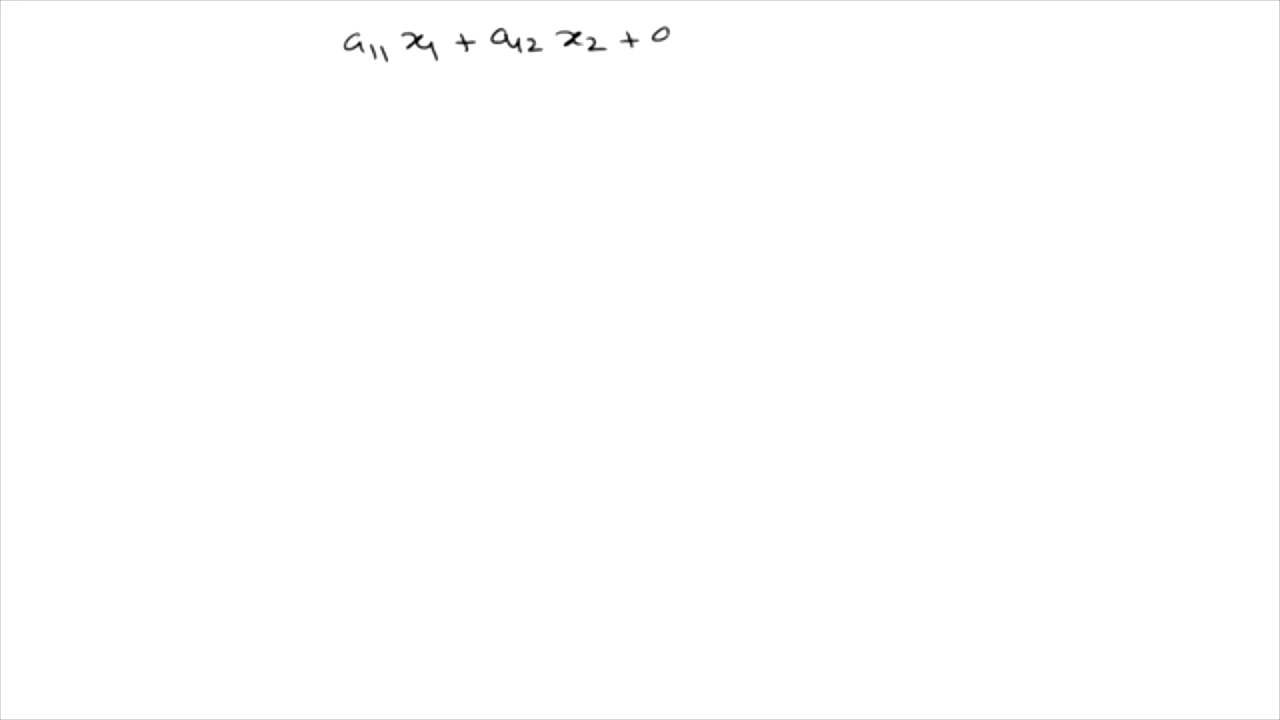 a₁₁ x₁ + a₁₂ x₂ + 0